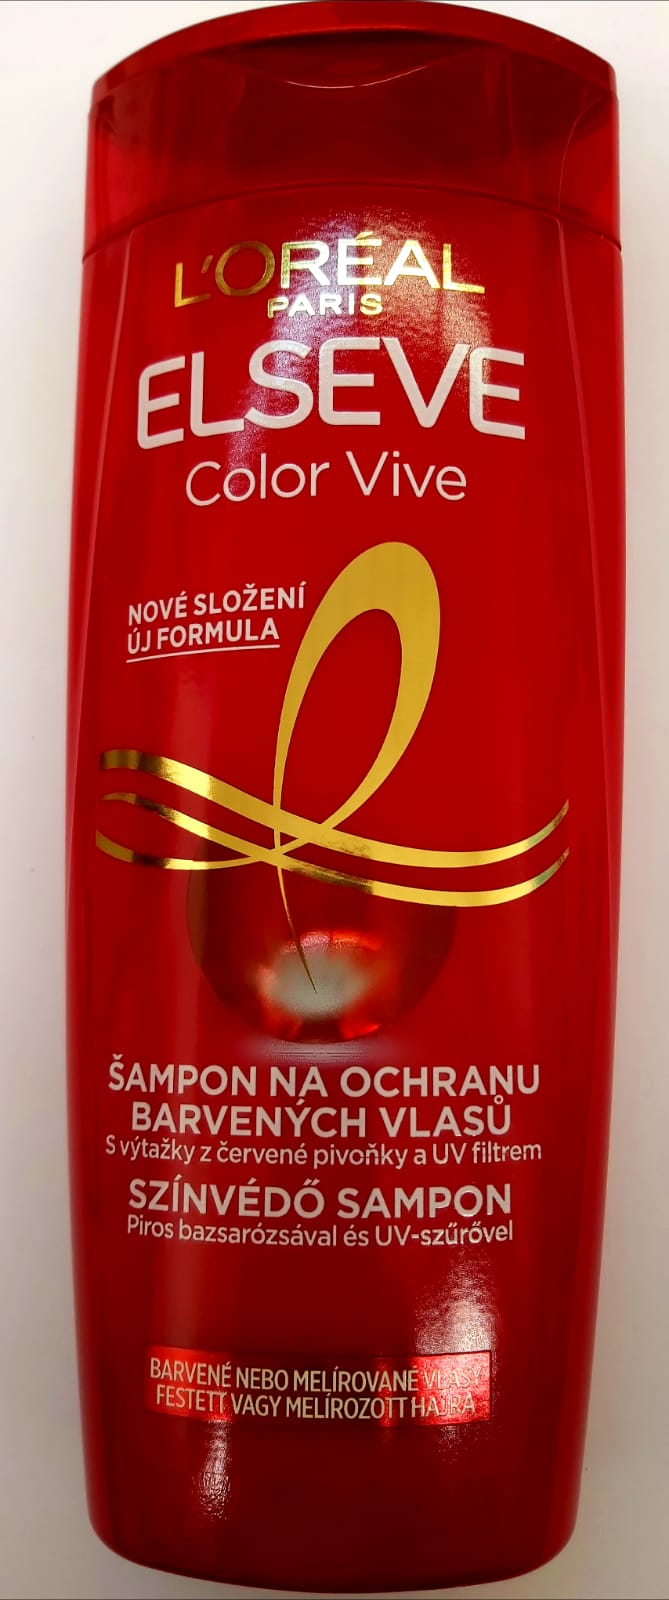 L'ORÉAL
PARIS
ELSEVE
Color Vive
NOVÉ SLOŽENÍ
ÚJ FORMULA
ŠAMPON NA OCHRANU
BARVENÝCH VLASŮ
S výtažky z červené pivoňky a UV filtrem
SZÍNVÉDŐ SAMPON
Piros bazsarózsával és UV-szűrővel
BARVENÉ NEBO MELÍROVANÉ VLASY
FESTETT VAGY MELÍROZOTT HAJRA